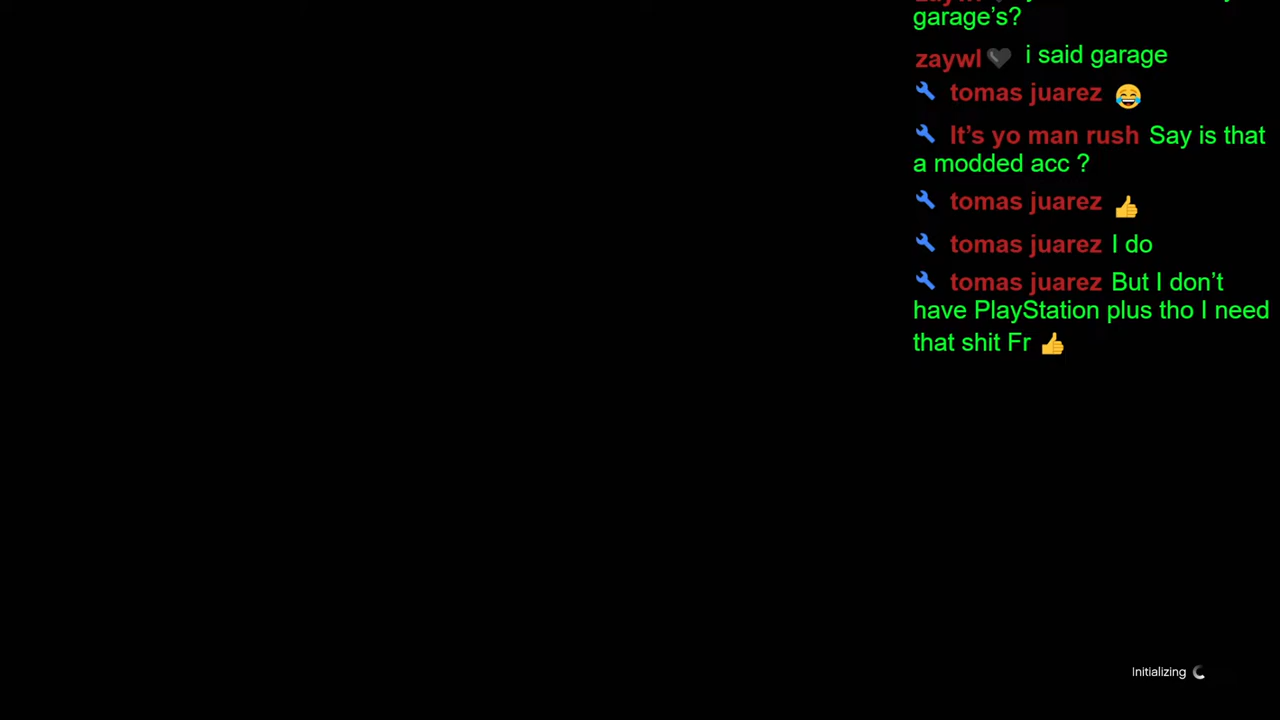 garage’s?
zaywl🖤 i said garage
tomas juarez 😂
It’s yo man rush Say is that
a modded acc ?
tomas juarez 👍
tomas juarez I do
tomas juarez But I don’t
have PlayStation plus tho I need
that shit Fr 👍
Initializing